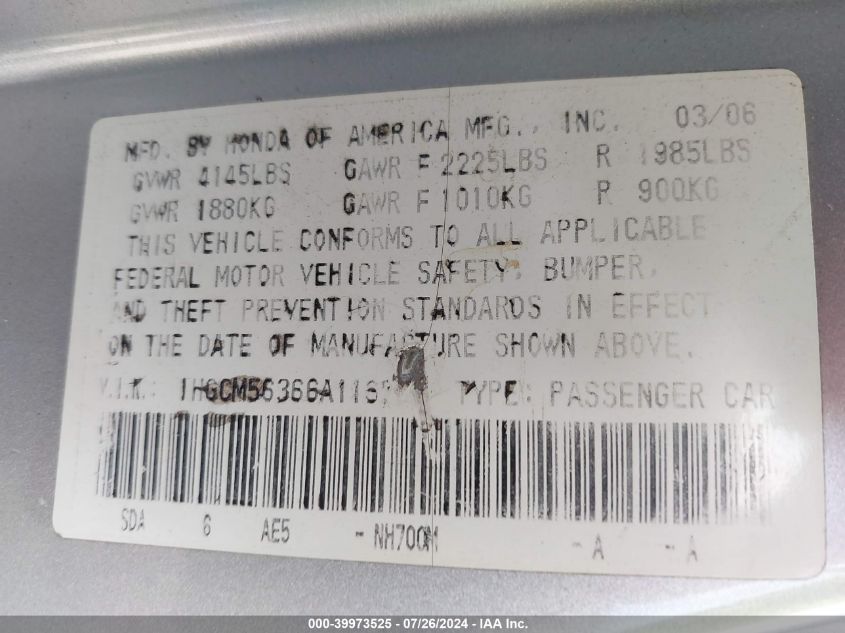 MFD. BY HONDA OF AMERICA MFG., INC. 03/06
GVWR 4145LBS GAWR F 2225LBS R 1985LBS
GVWR 1880KG GAWR F 1010KG R 900KG
THIS VEHICLE CONFORMS TO ALL APPLICABLE
FEDERAL MOTOR VEHICLE SAFETY, BUMPER,
AND THEFT PREVENTION STANDARDS IN EFFECT
ON THE DATE OF MANUFACTURE SHOWN ABOVE.
V.I.N.: TYPE: PASSENGER CAR
SDA 6 AE5 - NH700M - A - A
000-39973525 - 07/26/2024 - IAA Inc.